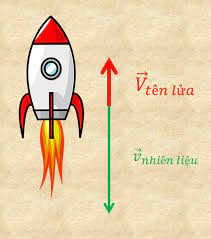 V⃗ tên lửa
v⃗ nhiên liệu